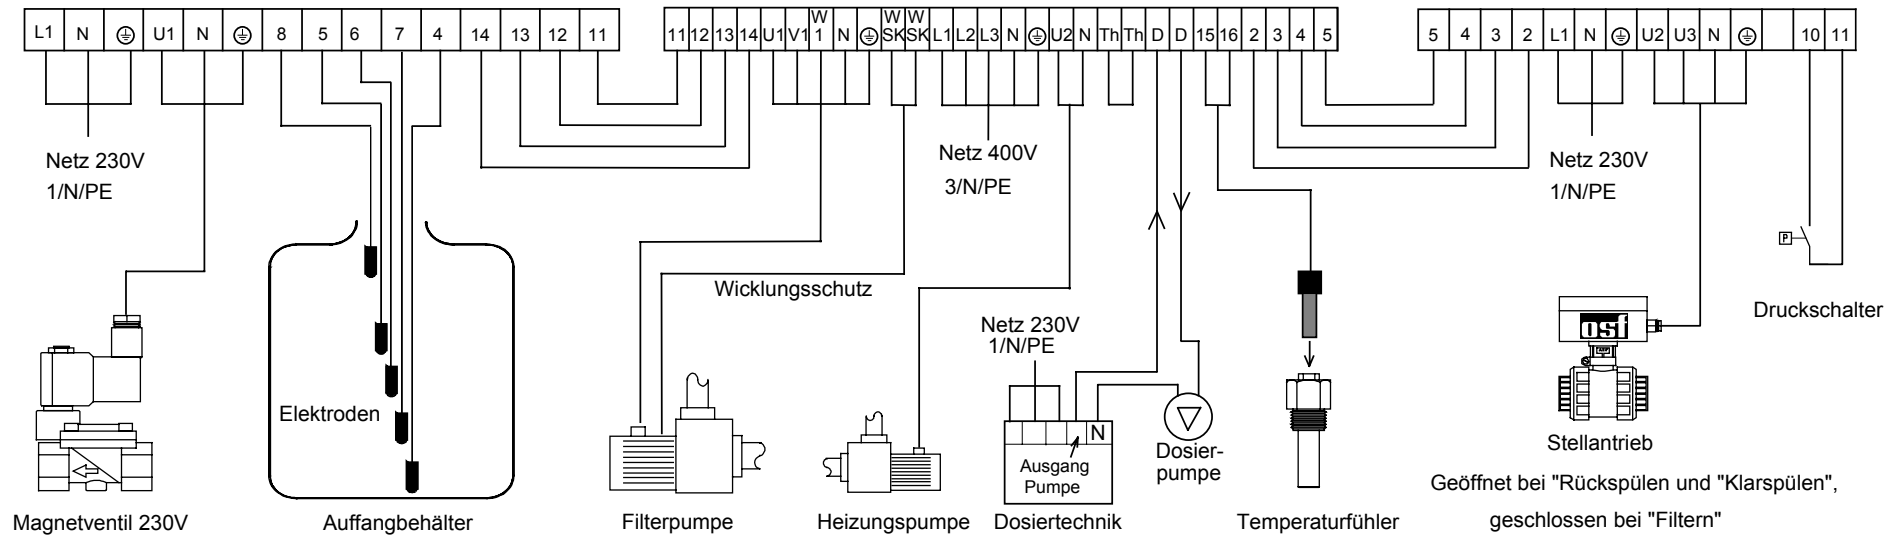 L1 N U1 N 8 5 6 7 4 14 13 12 11
W W W
11 12 13 14 U1 V1 1 N SK SK L1 L2 L3 N U2 N Th Th D D 15 16 2 3 4 5
5 4 3 2 L1 N U2 U3 N 10 11
Netz 230V
1/N/PE
Netz 400V
3/N/PE
Netz 230V
1/N/PE
P
Wicklungsschutz
Netz 230V
1/N/PE
Druckschalter
osf
Elektroden
N
Ausgang
Pumpe
Dosier-
pumpe
Stellantrieb
Geöffnet bei "Rückspülen und "Klarspülen",
geschlossen bei "Filtern"
Magnetventil 230V
Auffangbehälter
Filterpumpe
Heizungspumpe
Dosiertechnik
Temperaturfühler